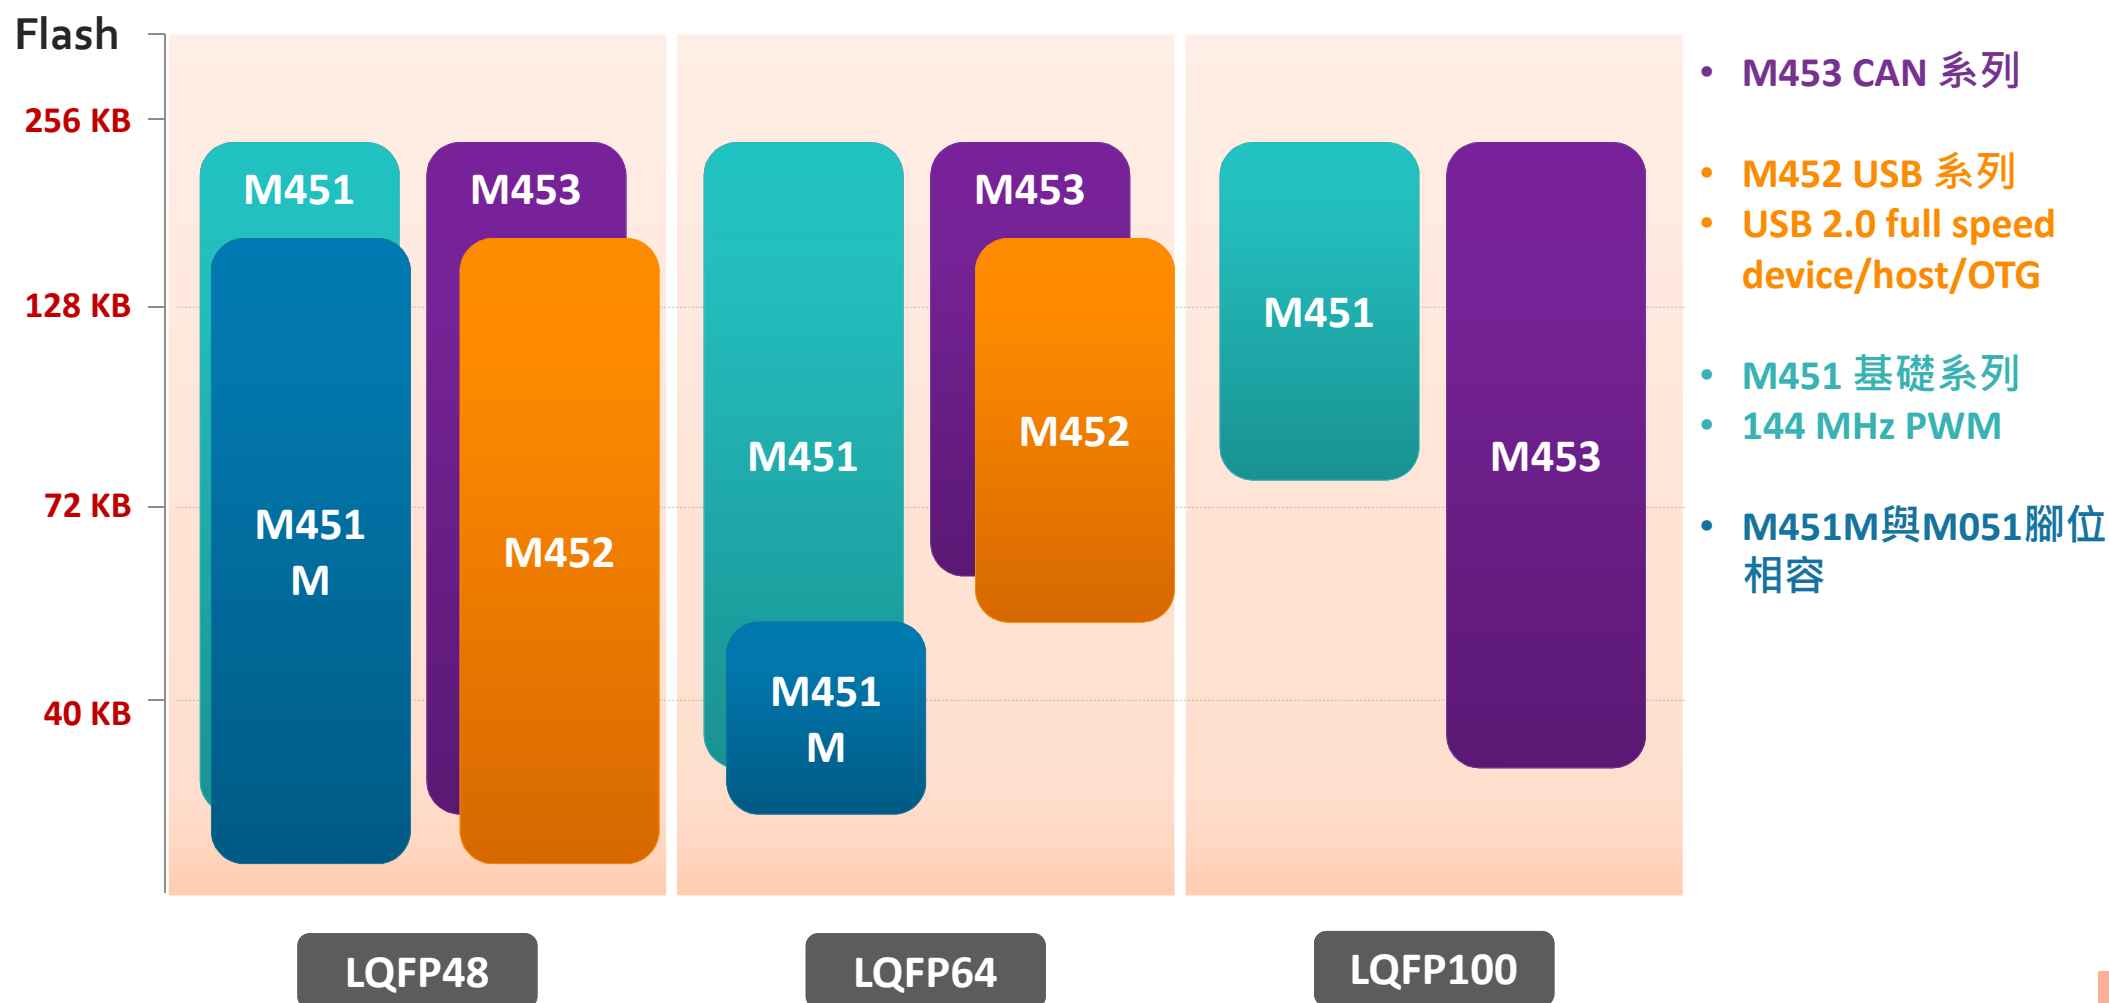 Flash
256 KB
128 KB
72 KB
40 KB
M451
M453
M451
M
M452
M451
M453
M452
M451
M
M451
M453
LQFP48
LQFP64
LQFP100
• M453 CAN 系列
• M452 USB 系列
• USB 2.0 full speed
device/host/OTG
• M451 基礎系列
• 144 MHz PWM
• M451M與M051腳位
相容